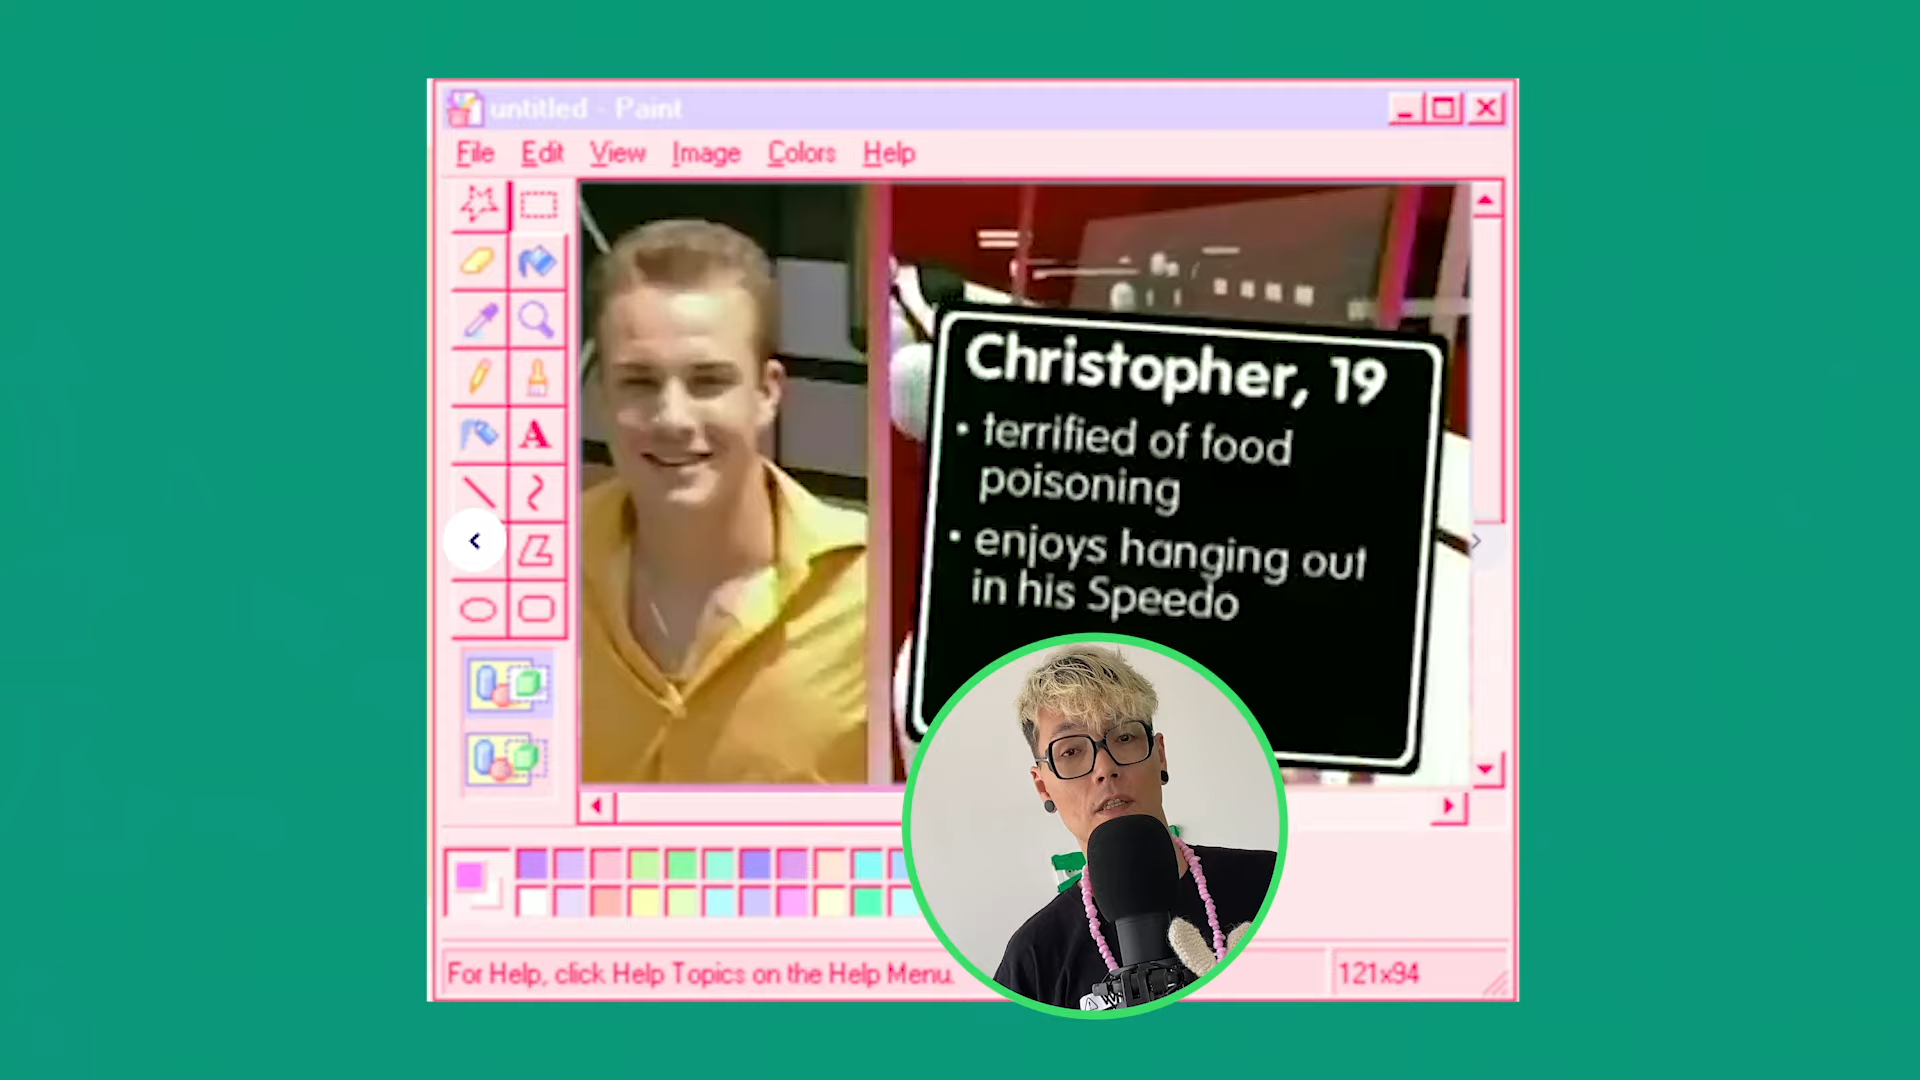 untitled - Paint
File Edit View Image Colors Help
A
Christopher, 19
• terrified of food
poisoning
• enjoys hanging out
in his Speedo
For Help, click Help Topics on the Help Menu.
121x94